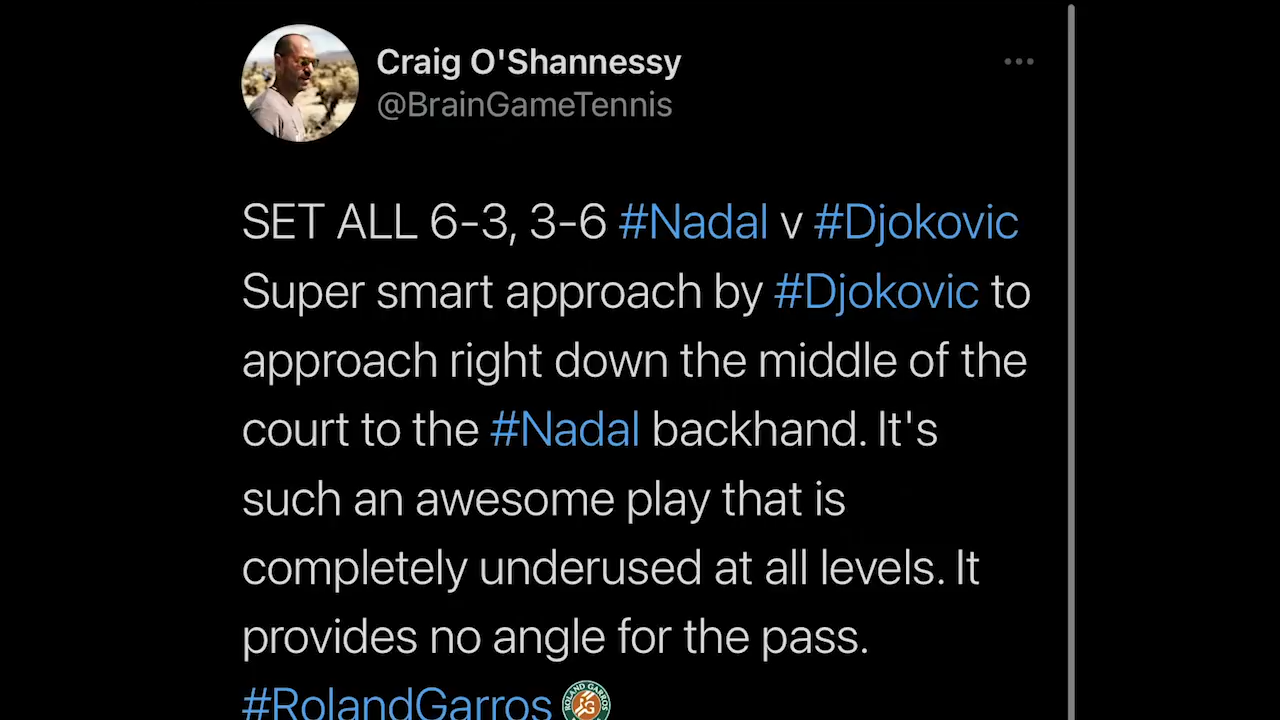 Craig O'Shannessy
@BrainGameTennis
SET ALL 6-3, 3-6 #Nadal v #Djokovic
Super smart approach by #Djokovic to
approach right down the middle of the
court to the #Nadal backhand. It's
such an awesome play that is
completely underused at all levels. It
provides no angle for the pass.
#RolandGarros
ROLAND GARROS